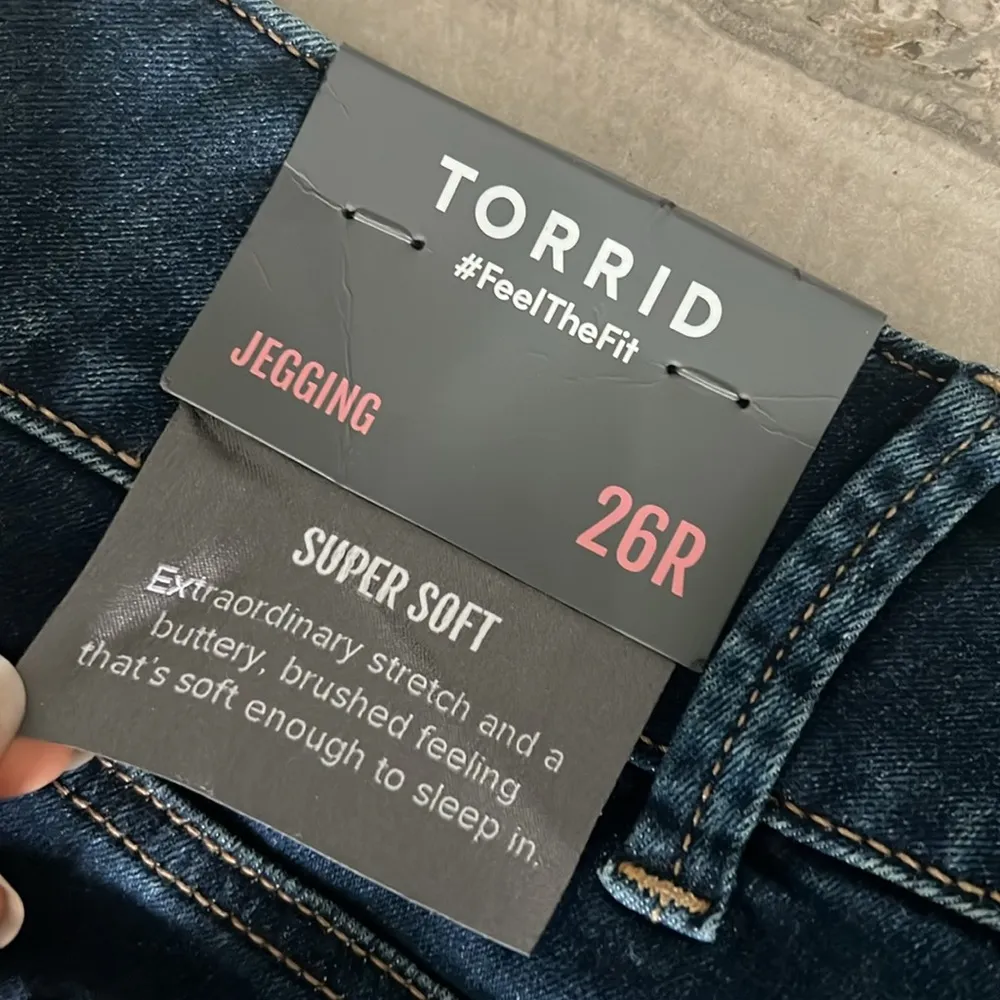 TORRID
#FeelTheFit
JEGGING
26R
SUPER SOFT
Extraordinary stretch and a
buttery, brushed feeling
that's soft enough to sleep in.